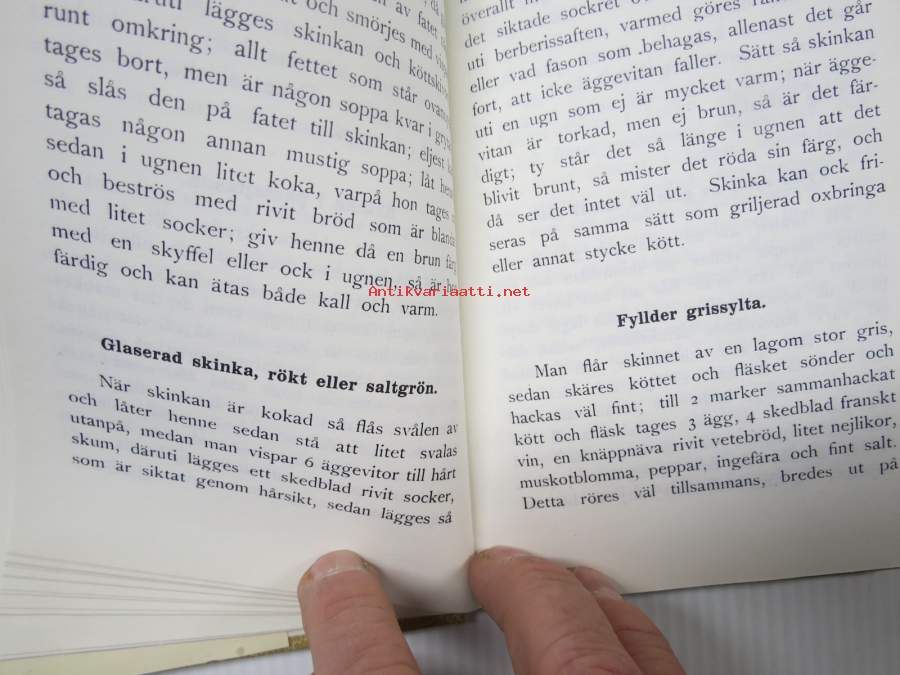 och smörjes med
lägges skinkan och
runt omkring; allt fettet som står
tages bort, men är någon soppa kvar i
så slås den på fatet till skinkan; eljest
tagas någon annan mustig soppa; låt
sedan i ugnen litet koka, varpå hon tages
och beströs med rivit bröd som är
med litet socker; giv henne då en brun
med en skyffel eller ock i ugnen, så är
färdig och kan ätas både kall och varm.
Glaserad skinka, rökt eller saltgrön.
När skinkan är kokad så flås svålen av
och låter henne sedan stå att litet svalas
utanpå, medan man vispar 6 äggevitor till hårt
skum, däruti lägges ett skedblad rivit socker,
som är siktat genom hårsikt, sedan lägges så
överallt
det siktade sockret
uti berberissaften, varmed göres
eller vad fason som behagas, allenast det går
fort, att icke äggevitan faller. Sätt så skinkan
uti en ugn som ej är mycket varm; när ägge-
vitan är torkad, men ej brun, så är det fär-
digt; ty står det så länge i ugnen att det
blivit brunt, så mister det röda sin färg, och
då ser det intet väl ut. Skinka kan ock fri-
seras på samma sätt som griljerad oxbringa
eller annat stycke kött.
Fyllder grissylta.
Man flår skinnet av en lagom stor gris,
sedan skäres köttet och fläsket sönder och
hackas väl fint; till 2 marker sammanhackat
kött och fläsk tages 3 ägg, 4 skedblad franskt
vin, en knäppnäva rivit vetebröd, litet nejlikor,
muskotblomma, peppar, ingefära och fint salt.
Detta röres väl tillsammans, bredes ut på
Antikvariaatti.net